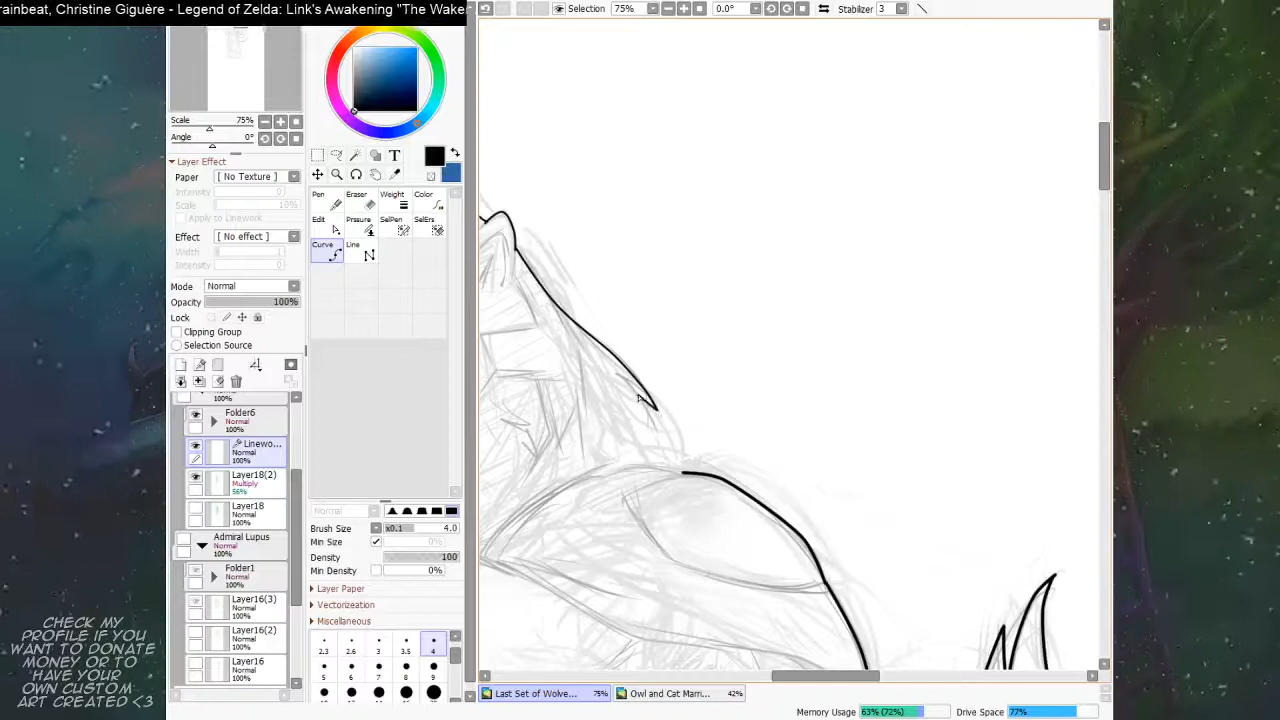 rainbeat, Christine Giguère - Legend of Zelda: Link's Awakening "The Wake
Selection 75% 0.0° Stabilizer 3
Scale 75%
Angle 0°
Layer Effect
Paper [ No Texture ]
Intensity 0
Scale 10%
Apply to Linework
Effect [ No effect ]
Width 1
Intensity 0
Mode Normal
Opacity 100%
Lock
Clipping Group
Selection Source
Folder6
Normal
100%
Linewo...
Normal
100%
Layer18(2)
Multiply
56%
Layer18
Normal
100%
Admiral Lupus
Normal
Folder1
Normal
100%
Layer16(3)
Normal
100%
Layer16(2)
Normal
100%
Layer16
Normal
100%
T
Pen Eraser Weight Color
Edit Prssure SelPen SelErs
Curve Line
Normal
Brush Size x0.1 4.0
Min Size 0%
Density 100
Min Density 0%
Layer Paper
Vectorization
Miscellaneous
2.3 2.6 3 3.5 4
5 6 7 8 9
Last Set of Wolve... 75% Owl and Cat Marri... 42%
Memory Usage 63% (72%) Drive Space 77%
CHECK MY
PROFILE IF YOU
WANT TO DONATE
MONEY OR TO
HAVE YOUR
OWN CUSTOM
ART CREATED <3